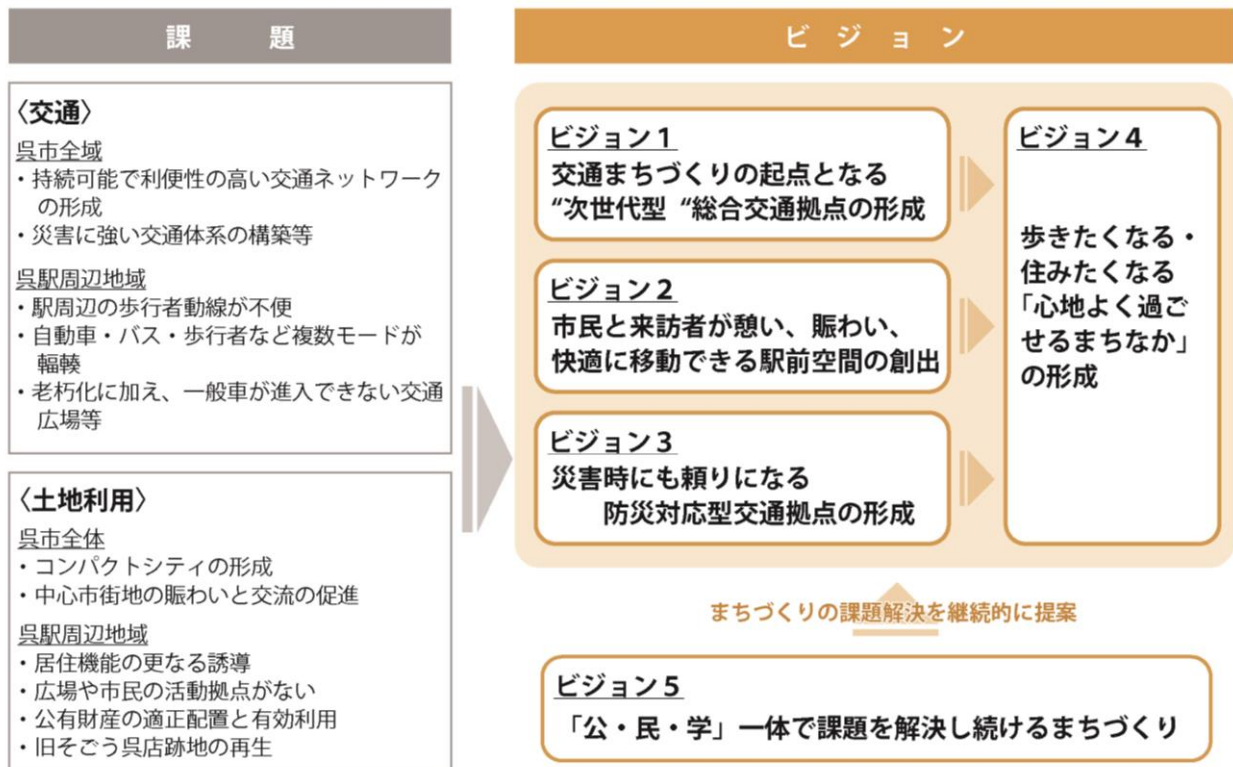 課題
〈交通〉
呉市全域
・持続可能で利便性の高い交通ネットワーク
の形成
・災害に強い交通体系の構築等
呉駅周辺地域
・駅周辺の歩行者動線が不便
・自動車・バス・歩行者など複数モードが
輻輳
・老朽化に加え、一般車が進入できない交通
広場等
〈土地利用〉
呉市全体
・コンパクトシティの形成
・中心市街地の賑わいと交流の促進
呉駅周辺地域
・居住機能の更なる誘導
・広場や市民の活動拠点がない
・公有財産の適正配置と有効利用
・旧そごう呉店跡地の再生
ビジョン
ビジョン1
交通まちづくりの起点となる
“次世代型 “総合交通拠点の形成
ビジョン2
市民と来訪者が憩い、賑わい、
快適に移動できる駅前空間の創出
ビジョン3
災害時にも頼りになる
防災対応型交通拠点の形成
ビジョン4
歩きたくなる・
住みたくなる
「心地よく過ご
せるまちなか」
の形成
まちづくりの課題解決を継続的に提案
ビジョン5
「公・民・学」一体で課題を解決し続けるまちづくり